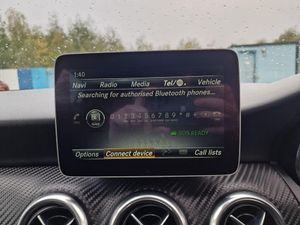 1:40
Navi Radio Media Tel/ Vehicle
Searching for authorised Bluetooth phones...
0123456789*#
SOS READY
Options Connect device Call lists